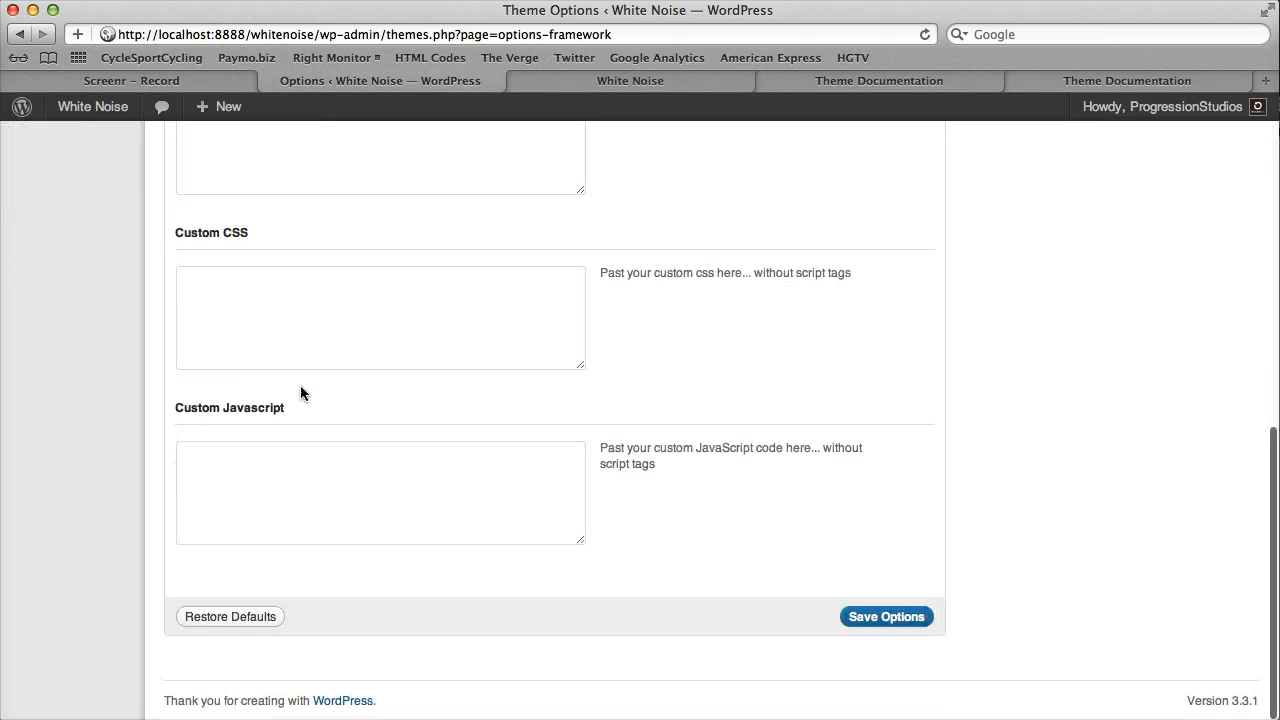 Theme Options ‹ White Noise — WordPress
http://localhost:8888/whitenoise/wp-admin/themes.php?page=options-framework
Google
CycleSportCycling Paymo.biz Right Monitor HTML Codes The Verge Twitter Google Analytics American Express HGTV
Screenr – Record Options ‹ White Noise — WordPress White Noise Theme Documentation Theme Documentation
White Noise + New Howdy, ProgressionStudios
Custom CSS
Past your custom css here... without script tags
Custom Javascript
Past your custom JavaScript code here... without
script tags
Restore Defaults Save Options
Thank you for creating with WordPress. Version 3.3.1